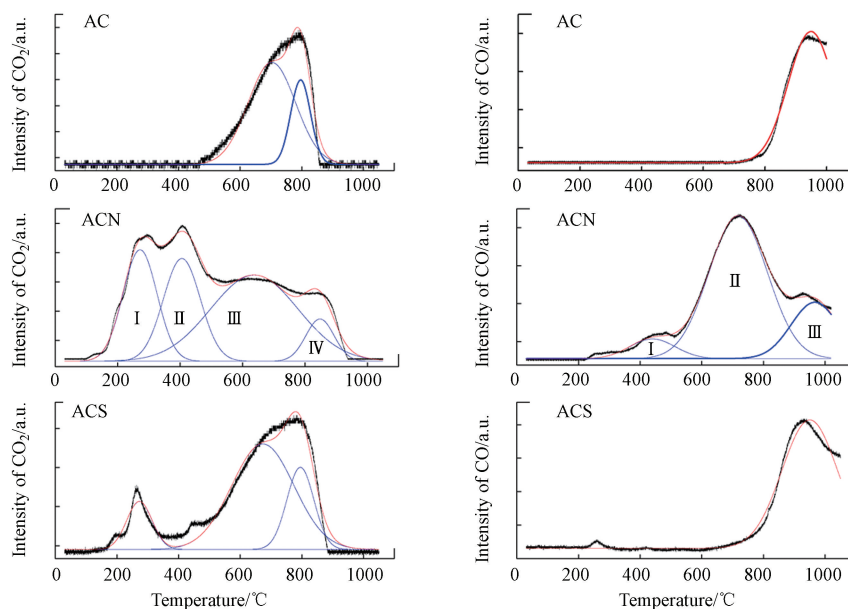 AC
Intensity of CO₂/a.u.
0 200 400 600 800 1000
AC
Intensity of CO/a.u.
0 200 400 600 800 1000
ACN
Intensity of CO₂/a.u.
Ⅰ Ⅱ Ⅲ Ⅳ
0 200 400 600 800 1000
ACN
Intensity of CO/a.u.
Ⅰ Ⅱ Ⅲ
0 200 400 600 800 1000
ACS
Intensity of CO₂/a.u.
0 200 400 600 800 1000
Temperature/℃
ACS
Intensity of CO/a.u.
0 200 400 600 800 1000
Temperature/℃